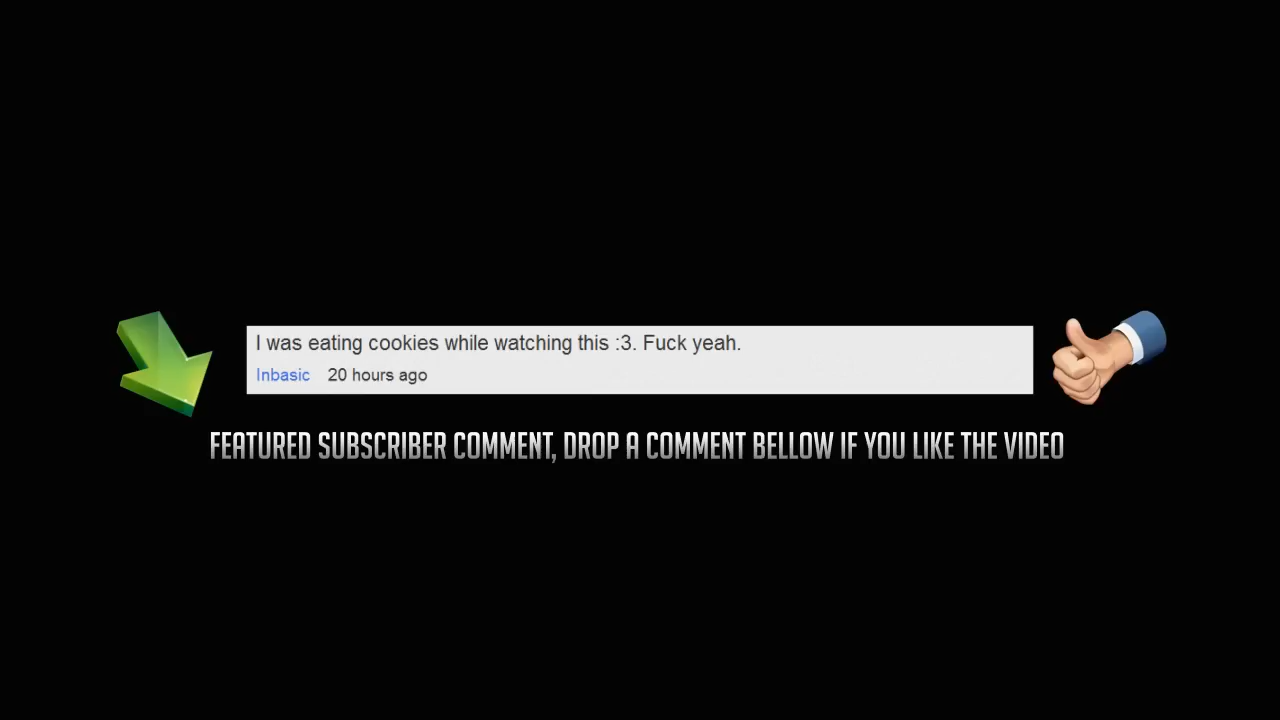 I was eating cookies while watching this :3. Fuck yeah.
Inbasic 20 hours ago
FEATURED SUBSCRIBER COMMENT, DROP A COMMENT BELLOW IF YOU LIKE THE VIDEO